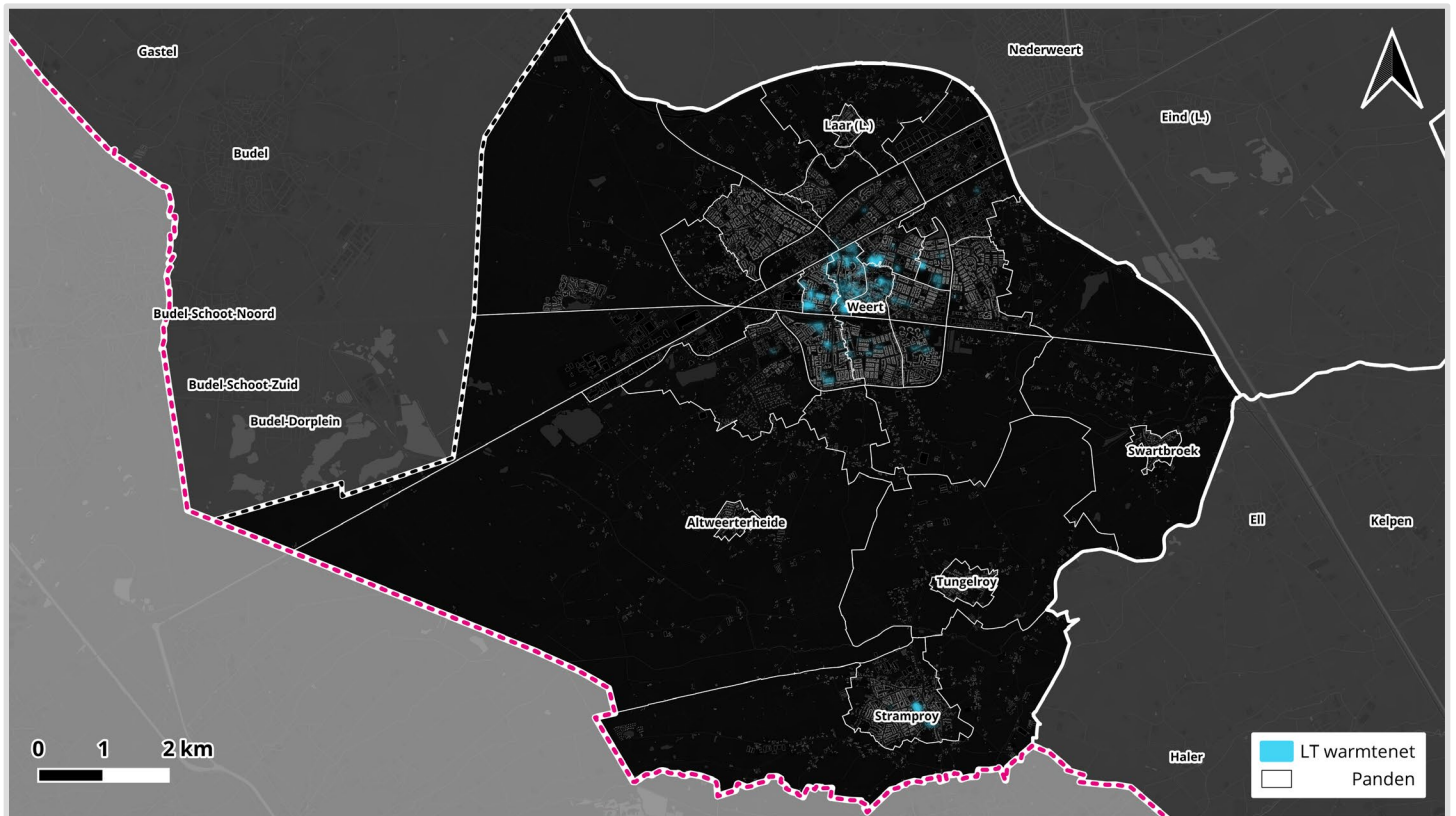 Gastel
Nederweert
Eind (L.)
Laar (L.)
Budel
Weert
Budel-Schoot-Noord
Budel-Schoot-Zuid
Budel-Dorplein
Swartbroek
Altweerterheide
Ell
Kelpen
Tungelroy
Stramproy
Haler
0 1 2 km
LT warmtenet
Panden